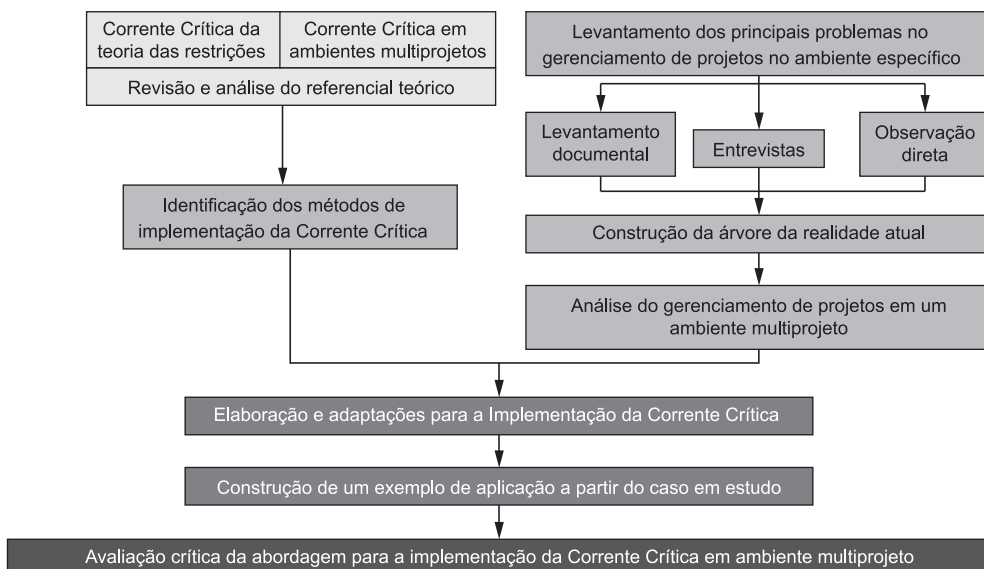 Corrente Crítica da
teoria das restrições
Corrente Crítica em
ambientes multiprojetos
Revisão e análise do referencial teórico
Identificação dos métodos de
implementação da Corrente Crítica
Levantamento dos principais problemas no
gerenciamento de projetos no ambiente específico
Levantamento
documental
Entrevistas
Observação
direta
Construção da árvore da realidade atual
Análise do gerenciamento de projetos em um
ambiente multiprojeto
Elaboração e adaptações para a Implementação da Corrente Crítica
Construção de um exemplo de aplicação a partir do caso em estudo
Avaliação crítica da abordagem para a implementação da Corrente Crítica em ambiente multiprojeto